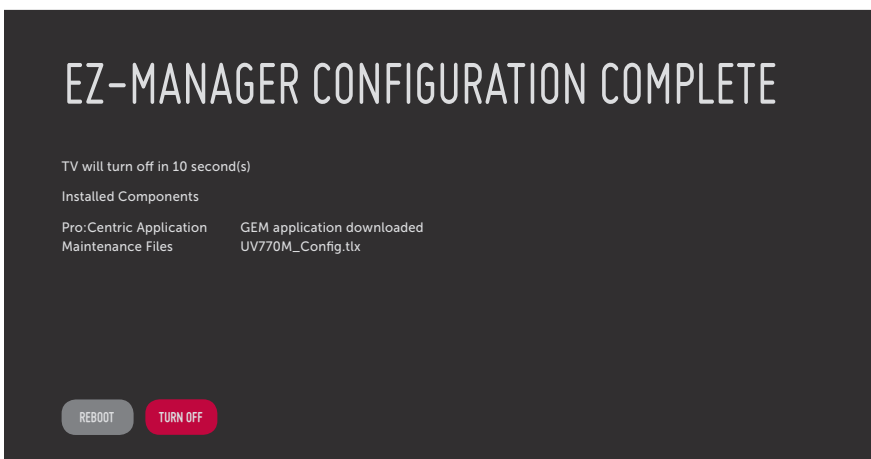 EZ-MANAGER CONFIGURATION COMPLETE
TV will turn off in 10 second(s)
Installed Components
Pro:Centric Application GEM application downloaded
Maintenance Files UV770M_Config.tlx
REBOOT TURN OFF